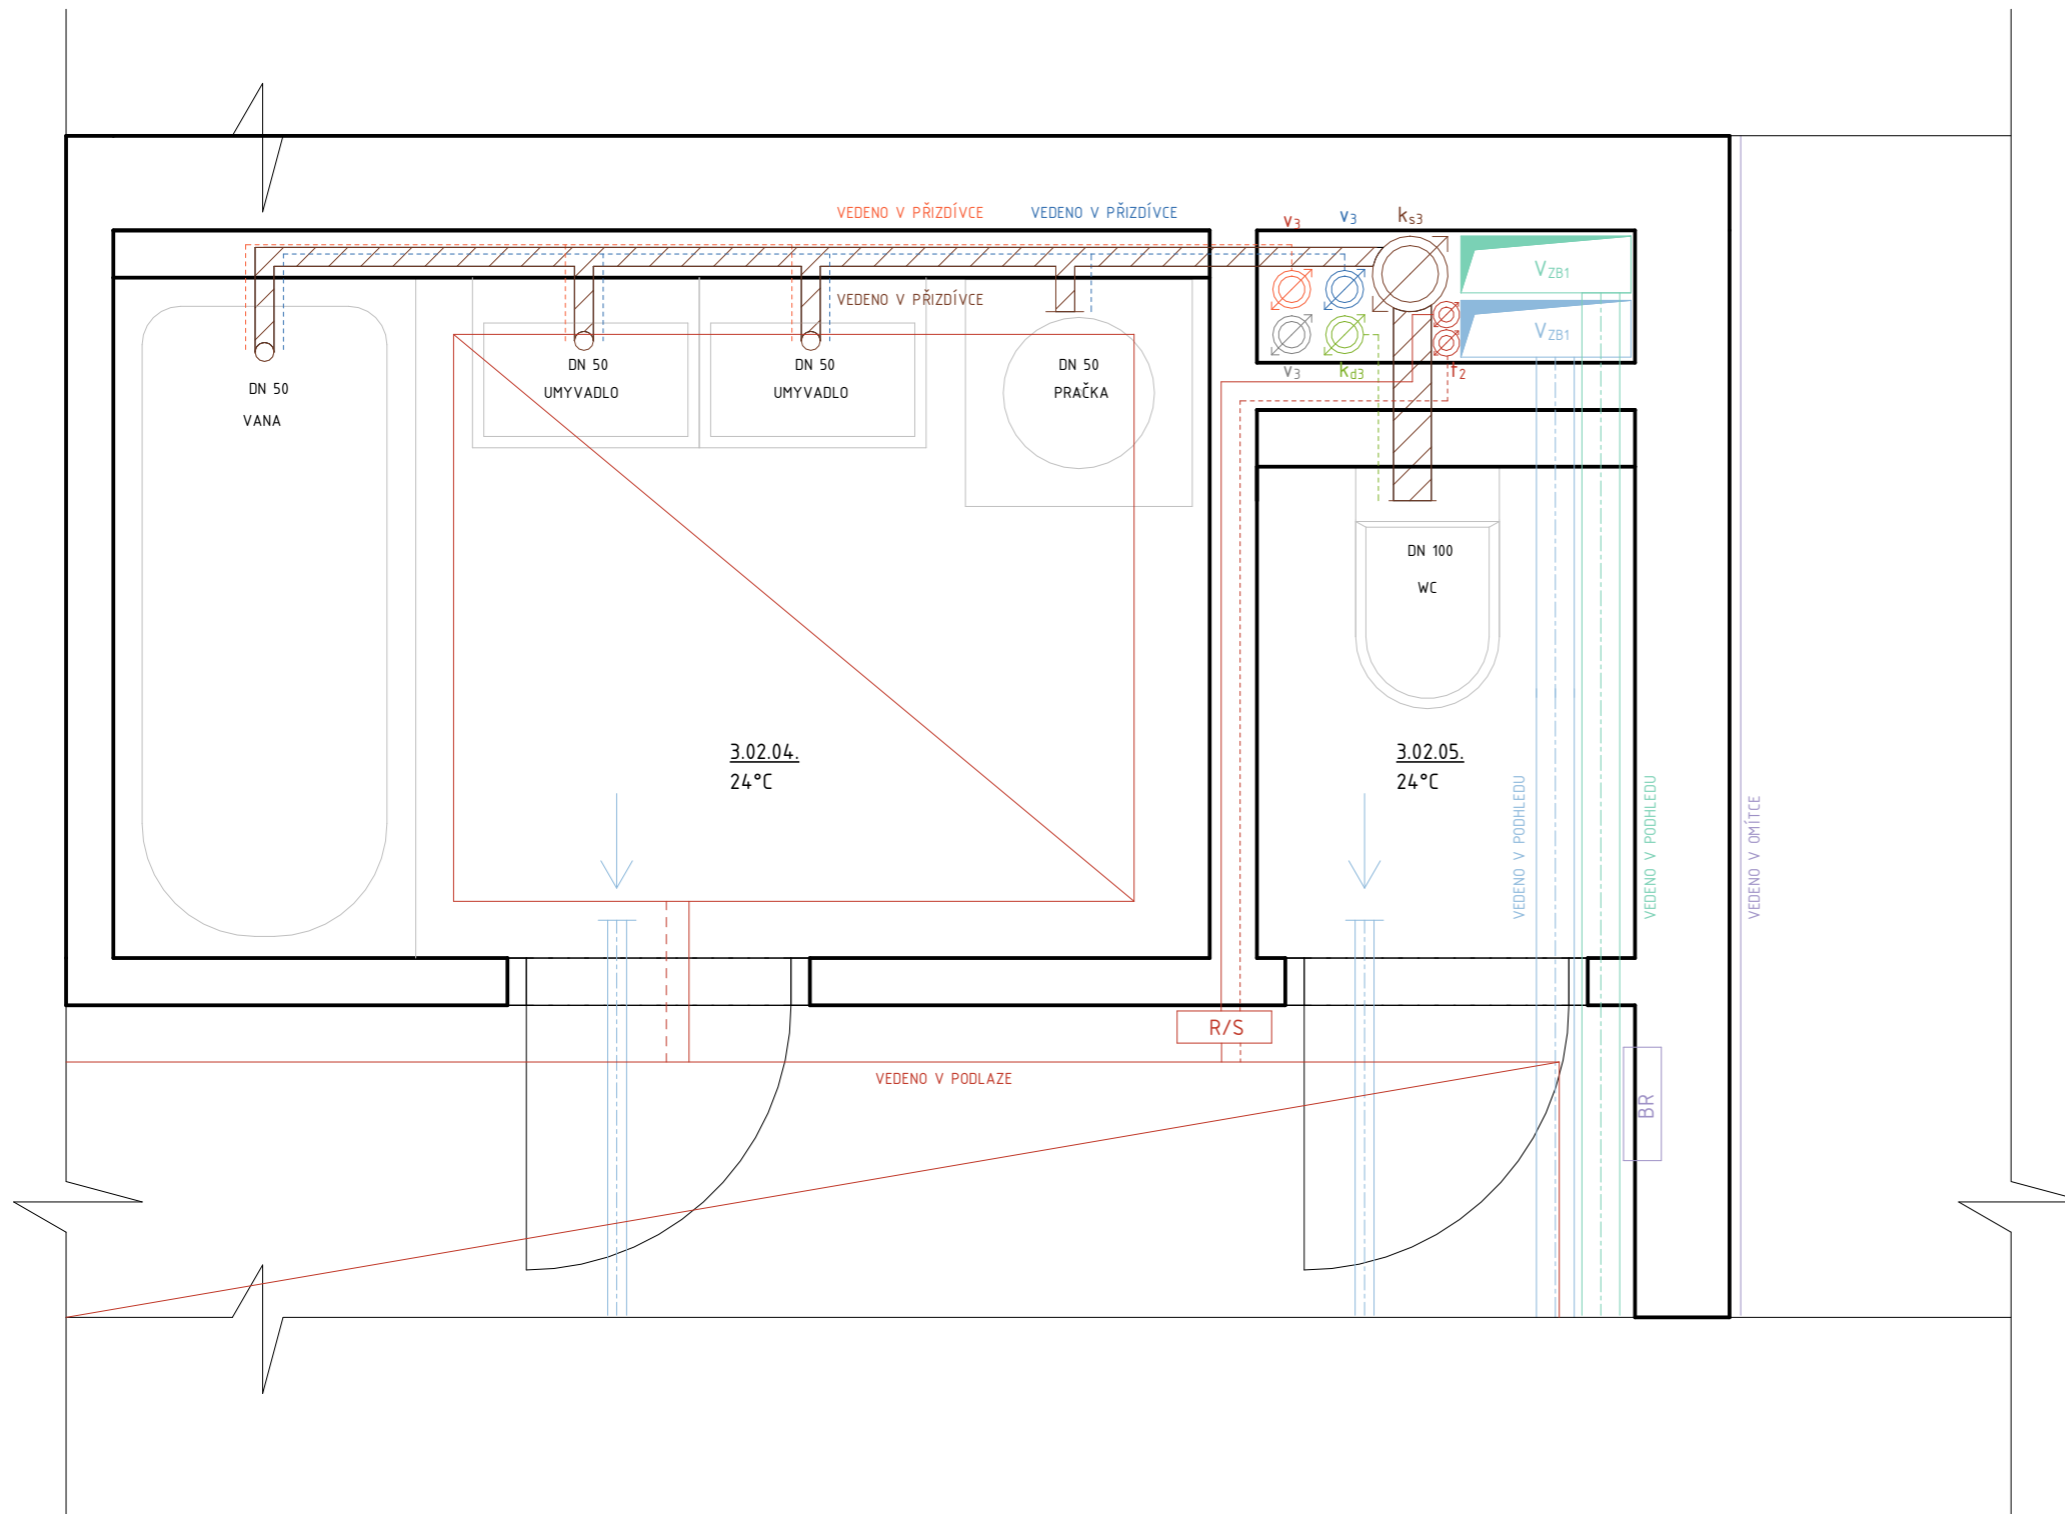 VEDENO V PŘIZDÍVCE
VEDENO V PŘIZDÍVCE
v3
v3
ks3
VZB1
VEDENO V PŘIZDÍVCE
VZB1
v3
kd3
t2
DN 50
VANA
DN 50
UMYVADLO
DN 50
UMYVADLO
DN 50
PRAČKA
DN 100
WC
3.02.04.
24°C
3.02.05.
24°C
VEDENO V PODHLEDU
VEDENO V PODHLEDU
VEDENO V OMÍTCE
R/S
VEDENO V PODLAZE
BR